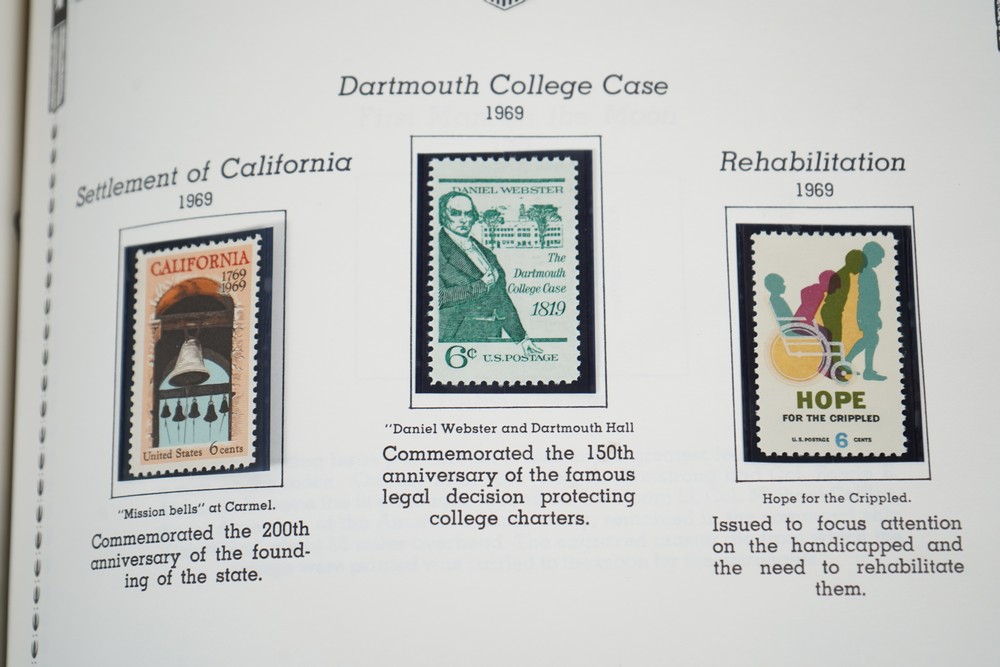 Dartmouth College Case
1969
DANIEL WEBSTER
The
Dartmouth
College Case
1819
6¢ U.S. POSTAGE
"Daniel Webster and Dartmouth Hall
Commemorated the 150th
anniversary of the famous
legal decision protecting
college charters.
Settlement of California
1969
CALIFORNIA
1769
1969
United States 6 cents
"Mission bells" at Carmel.
Commemorated the 200th
anniversary of the found-
ing of the state.
Rehabilitation
1969
HOPE
FOR THE CRIPPLED
U.S. POSTAGE 6 CENTS
Hope for the Crippled.
Issued to focus attention
on the handicapped and
the need to rehabilitate
them.